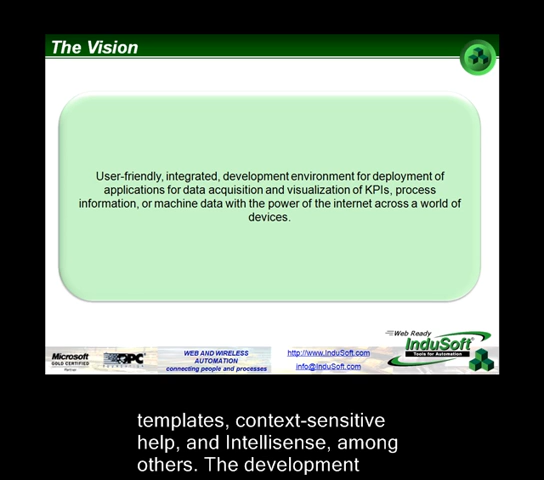 The Vision
User-friendly, integrated, development environment for deployment of
applications for data acquisition and visualization of KPIs, process
information, or machine data with the power of the internet across a world of
devices.
Web Ready
InduSoft
Tools for Automation
Microsoft
GOLD CERTIFIED
Partner
OPC
FOUNDATION
WEB AND WIRELESS
AUTOMATION
connecting people and processes
http://www.InduSoft.com
info@InduSoft.com
templates, context-sensitive
help, and Intellisense, among
others. The development